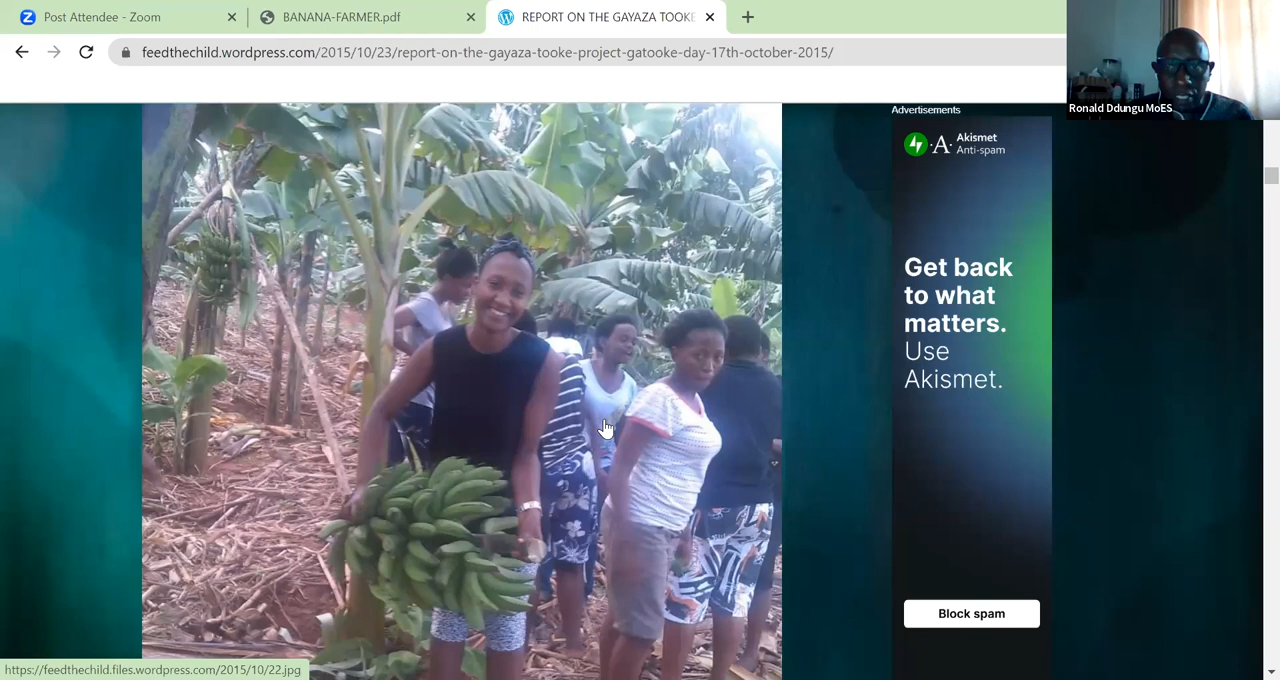 Post Attendee - Zoom
BANANA-FARMER.pdf
REPORT ON THE GAYAZA TOOKE
feedthechild.wordpress.com/2015/10/23/report-on-the-gayaza-tooke-project-gatooke-day-17th-october-2015/
Ronald Ddungu MoES
Advertisements
A
Akismet
Anti-spam
Get back
to what
matters.
Use
Akismet.
Block spam
https://feedthechild.files.wordpress.com/2015/10/22.jpg